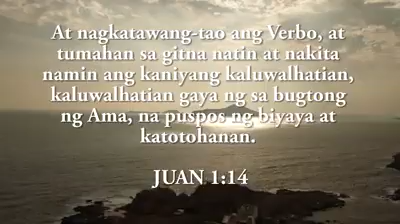 At nagkatawang-tao ang Verbo, at
tumahan sa gitna natin at nakita
namin ang kaniyang kaluwalhatian,
kaluwalhatian gaya ng sa bugtong
ng Ama, na puspos ng biyaya at
katotohanan.
JUAN 1:14